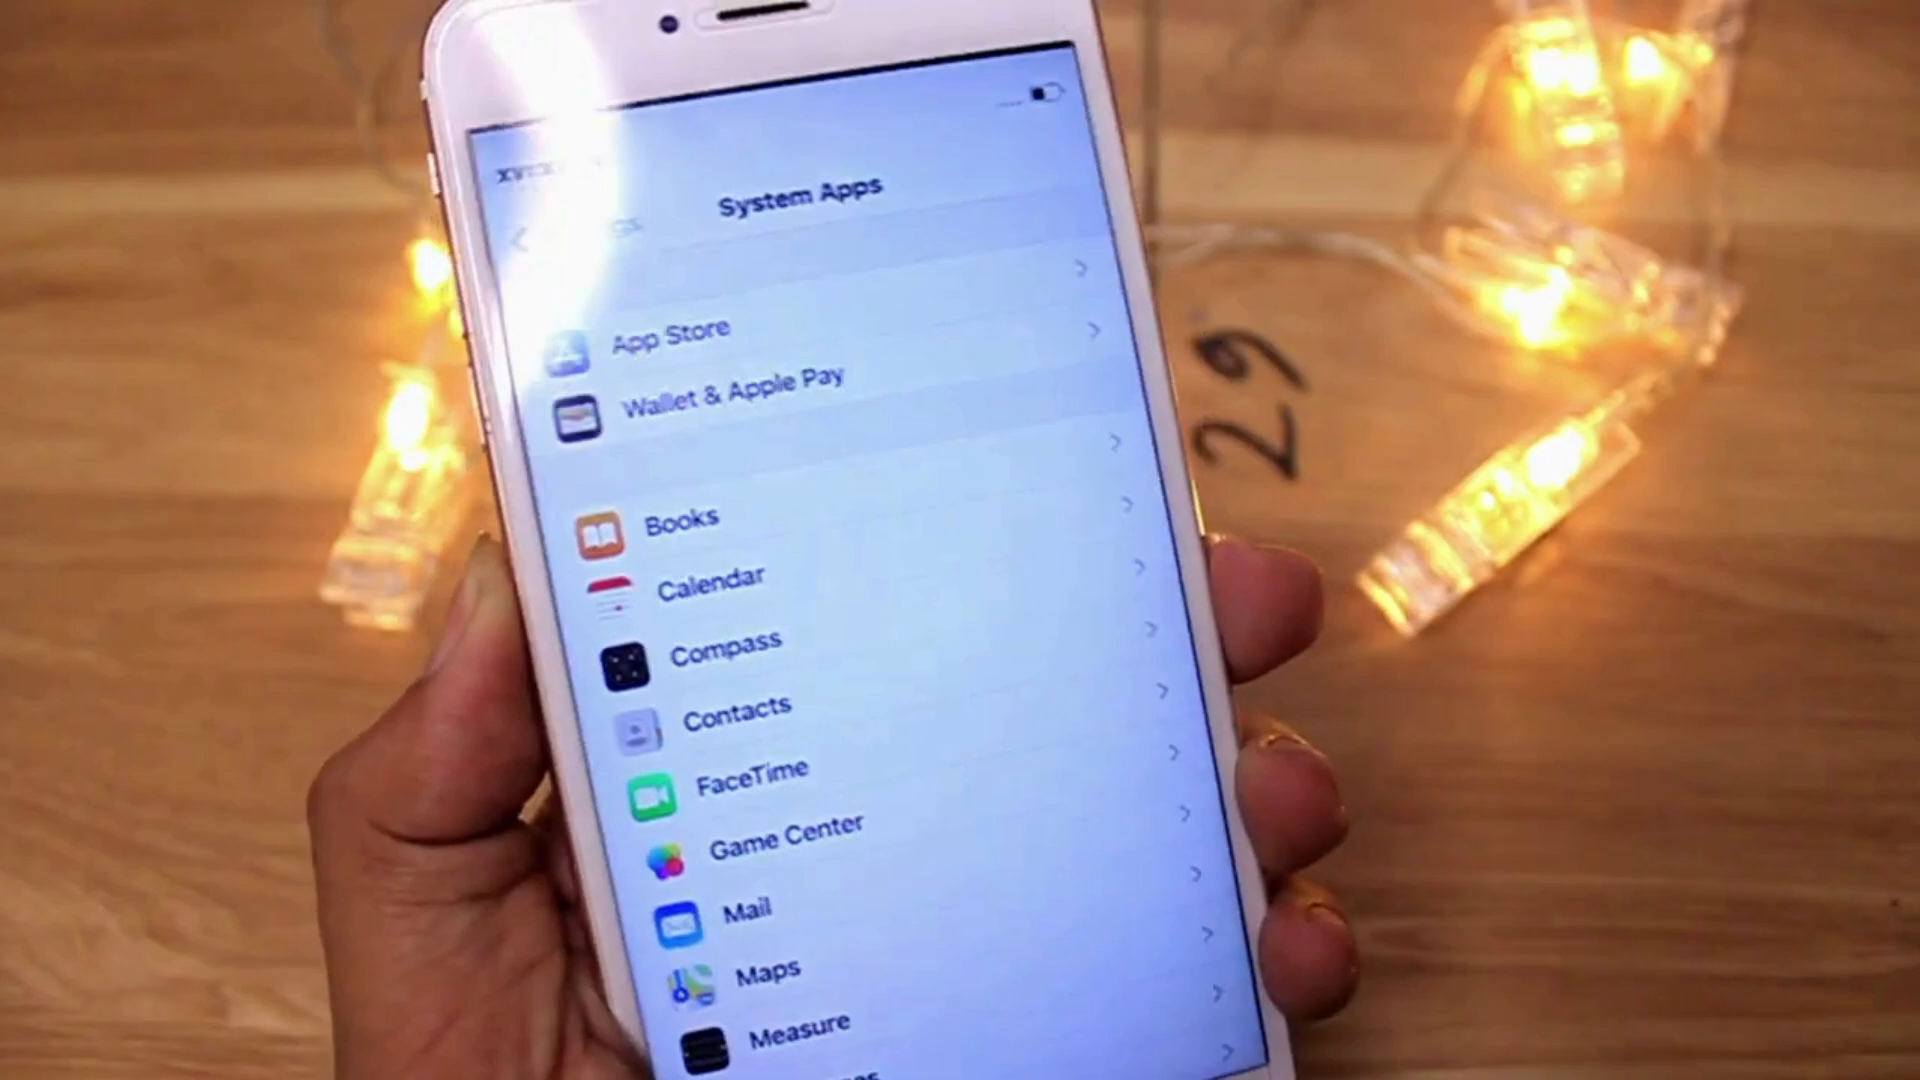 System Apps
App Store
Wallet & Apple Pay
Books
Calendar
Compass
Contacts
FaceTime
Game Center
Mail
Maps
Measure
29